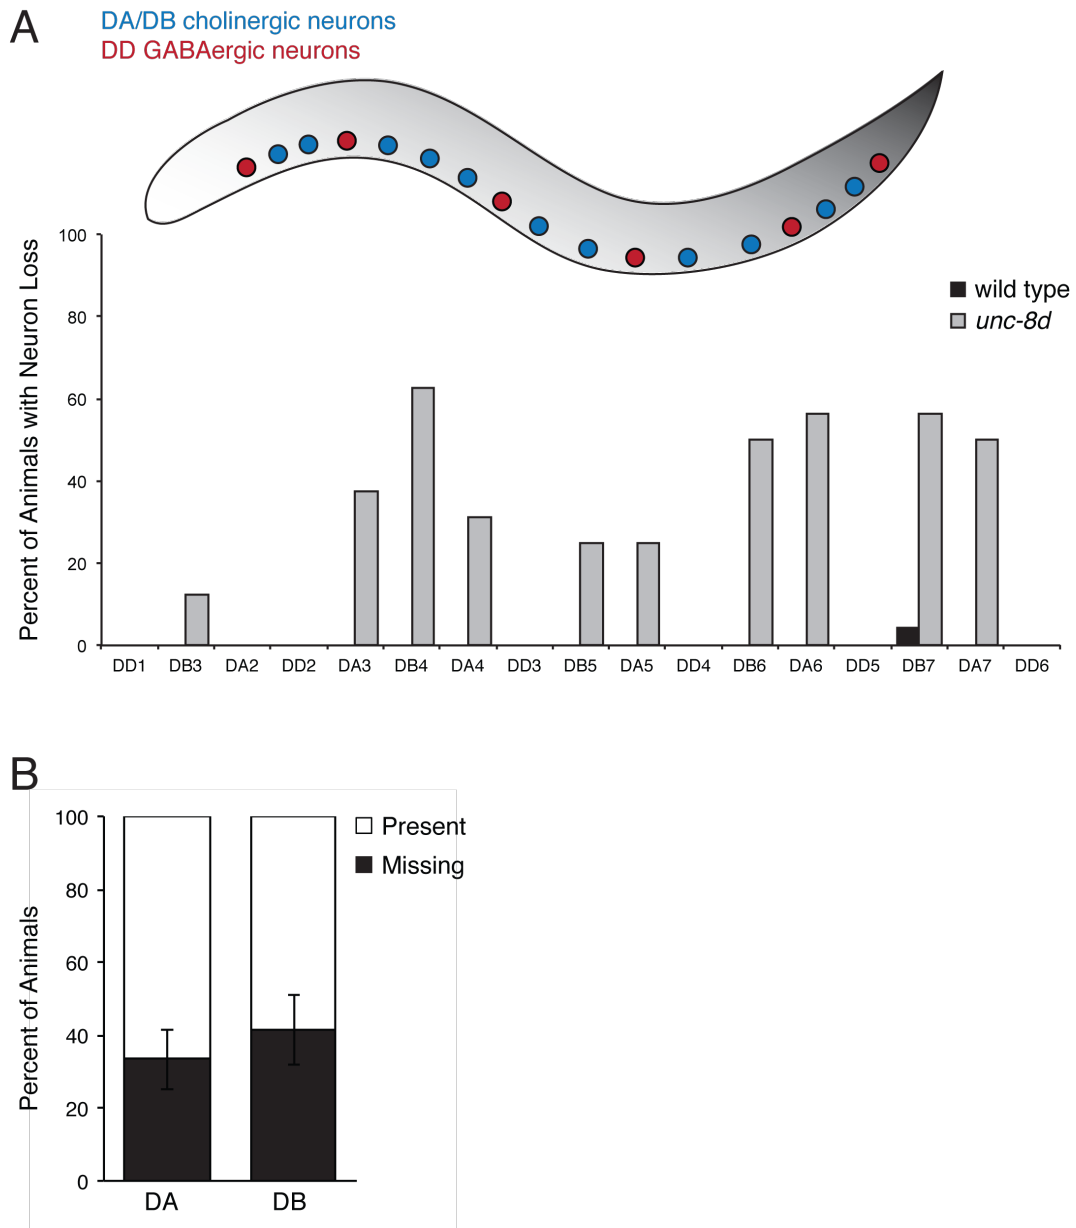 A
DA/DB cholinergic neurons
DD GABAergic neurons
Percent of Animals with Neuron Loss
100
80
60
40
20
0
wild type
unc-8d
DD1 DB3 DA2 DD2 DA3 DB4 DA4 DD3 DB5 DA5 DD4 DB6 DA6 DD5 DB7 DA7 DD6
B
Percent of Animals
100
80
60
40
20
0
Present
Missing
DA DB